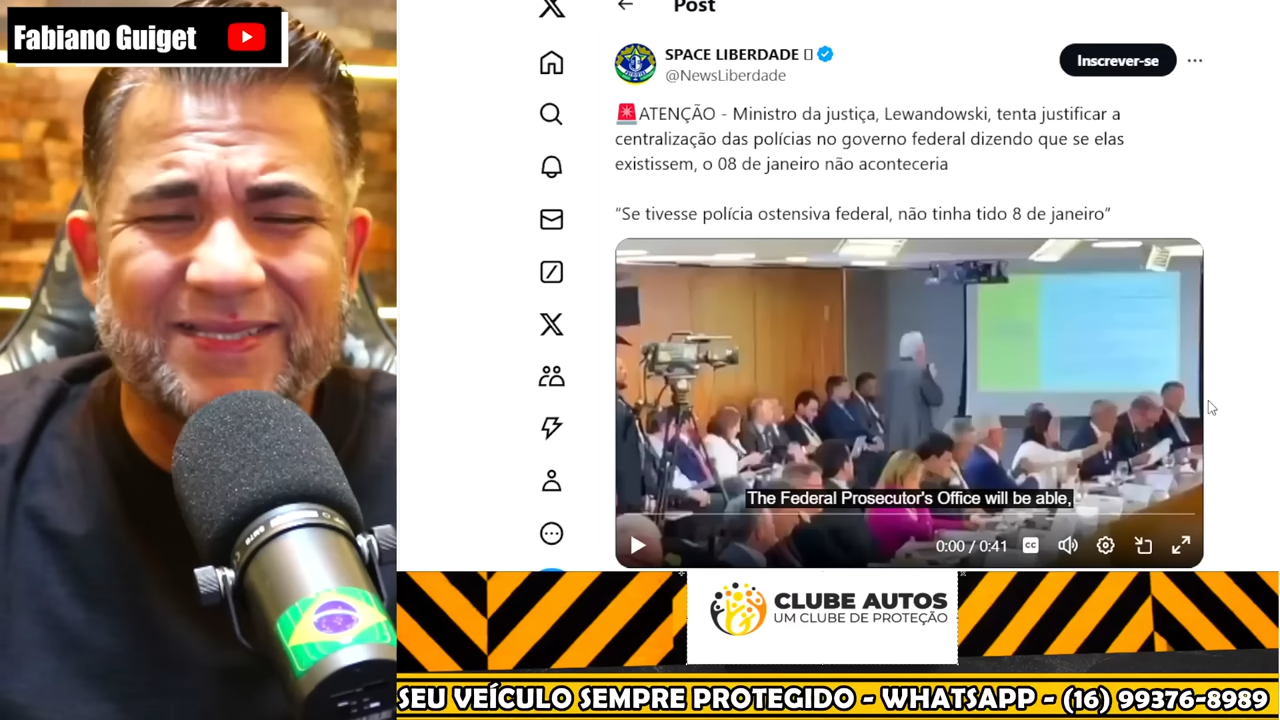 Fabiano Guiget
Post
SPACE LIBERDADE
@NewsLiberdade
Inscrever-se
🚨ATENÇÃO - Ministro da justiça, Lewandowski, tenta justificar a
centralização das polícias no governo federal dizendo que se elas
existissem, o 08 de janeiro não aconteceria
“Se tivesse polícia ostensiva federal, não tinha tido 8 de janeiro“
The Federal Prosecutor's Office will be able,
0:00 / 0:41
CC
CLUBE AUTOS
UM CLUBE DE PROTEÇÃO
SEU VEÍCULO SEMPRE PROTEGIDO - WHATSAPP - (16) 99376-8989